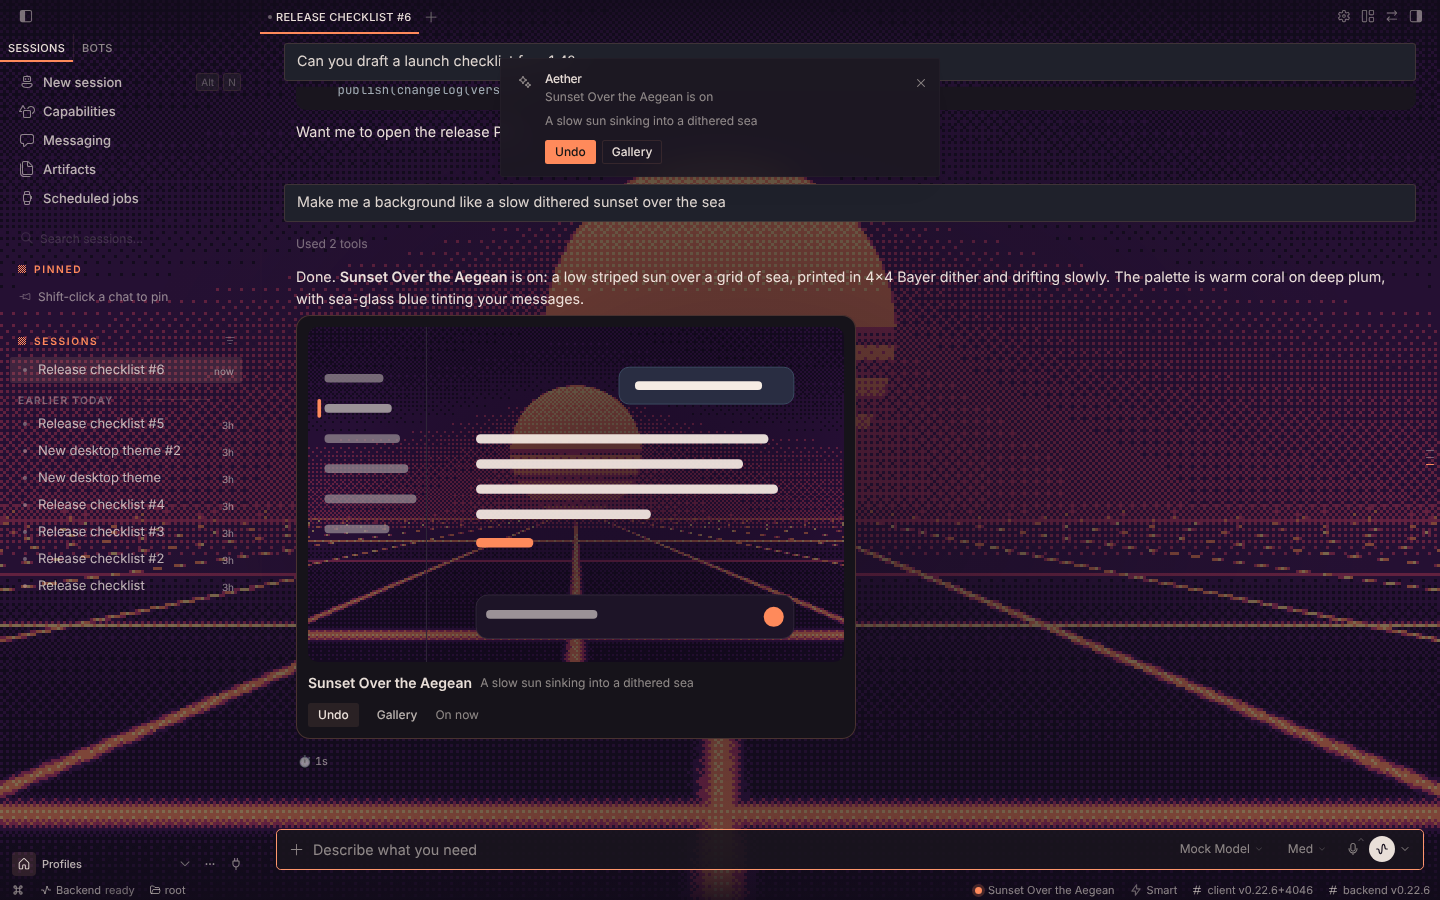 RELEASE CHECKLIST #6
SESSIONS
BOTS
New session
Alt N
Capabilities
Messaging
Artifacts
Scheduled jobs
Search sessions...
PINNED
Shift-click a chat to pin
SESSIONS
Release checklist #6
now
EARLIER TODAY
Release checklist #5
3h
New desktop theme #2
3h
New desktop theme
3h
Release checklist #4
3h
Release checklist #3
3h
Release checklist #2
3h
Release checklist
3h
Profiles
Can you draft a launch checklist
publish(changelog(vers
Want me to open the release
Aether
Sunset Over the Aegean is on
A slow sun sinking into a dithered sea
Undo
Gallery
Make me a background like a slow dithered sunset over the sea
Used 2 tools
Done. Sunset Over the Aegean is on: a low striped sun over a grid of sea, printed in 4×4 Bayer dither and drifting slowly. The palette is warm coral on deep plum,
with sea-glass blue tinting your messages.
Sunset Over the Aegean A slow sun sinking into a dithered sea
Undo
Gallery
On now
1s
Describe what you need
Mock Model
Med
Backend ready
root
Sunset Over the Aegean
Smart
client v0.22.6+4046
backend v0.22.6